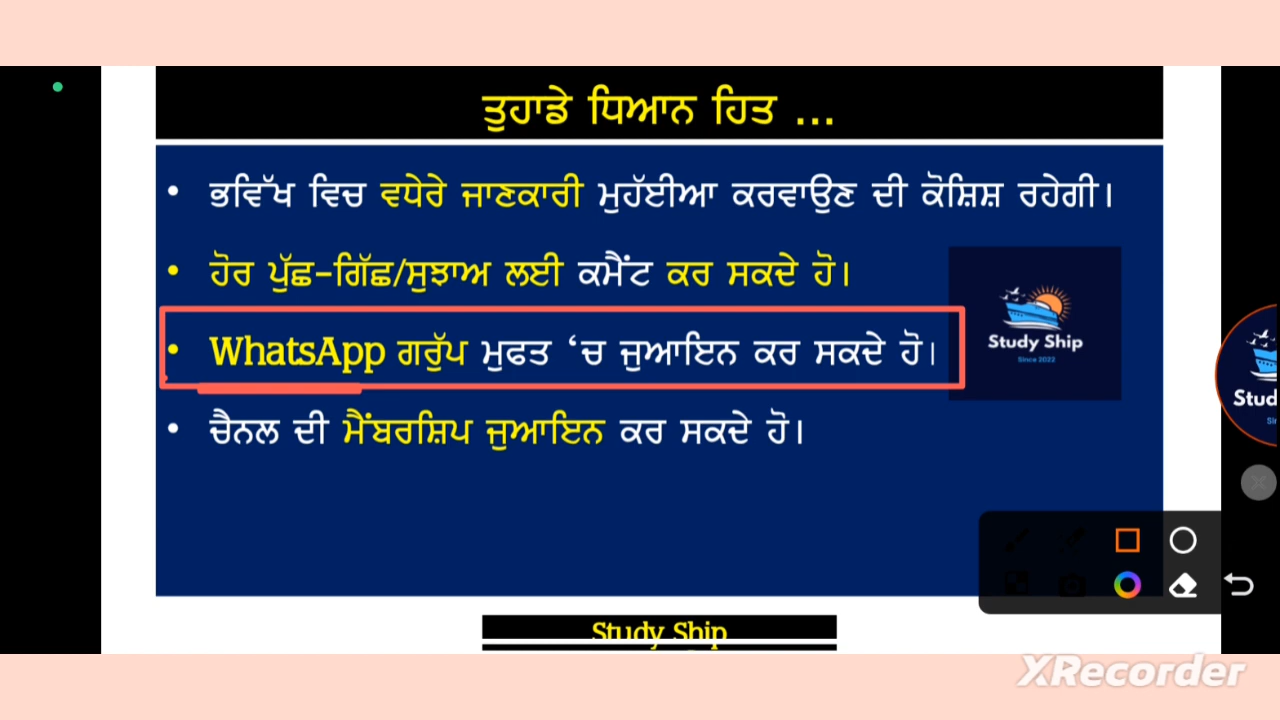 ਤੁਹਾਡੇ ਧਿਆਨ ਹਿਤ ...
• ਭਵਿੱਖ ਵਿਚ ਵਧੇਰੇ ਜਾਣਕਾਰੀ ਮੁਹੱਈਆ ਕਰਵਾਉਣ ਦੀ ਕੋਸ਼ਿਸ਼ ਰਹੇਗੀ।
• ਹੋਰ ਪੁੱਛ-ਗਿੱਛ/ਸੁਝਾਅ ਲਈ ਕਮੈਂਟ ਕਰ ਸਕਦੇ ਹੋ।
• WhatsApp ਗਰੁੱਪ ਮੁਫਤ ‘ਚ ਜੁਆਇਨ ਕਰ ਸਕਦੇ ਹੋ।
• ਚੈਨਲ ਦੀ ਮੈਂਬਰਸ਼ਿਪ ਜੁਆਇਨ ਕਰ ਸਕਦੇ ਹੋ।
Study Ship
Since 2022
Study Ship
XRecorder